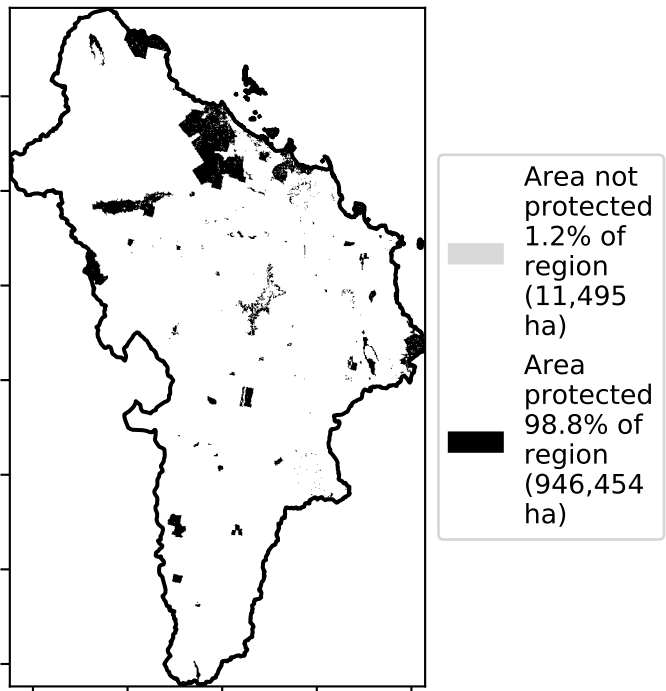 Area not
protected
1.2% of
region
(11,495
ha)
Area
protected
98.8% of
region
(946,454
ha)